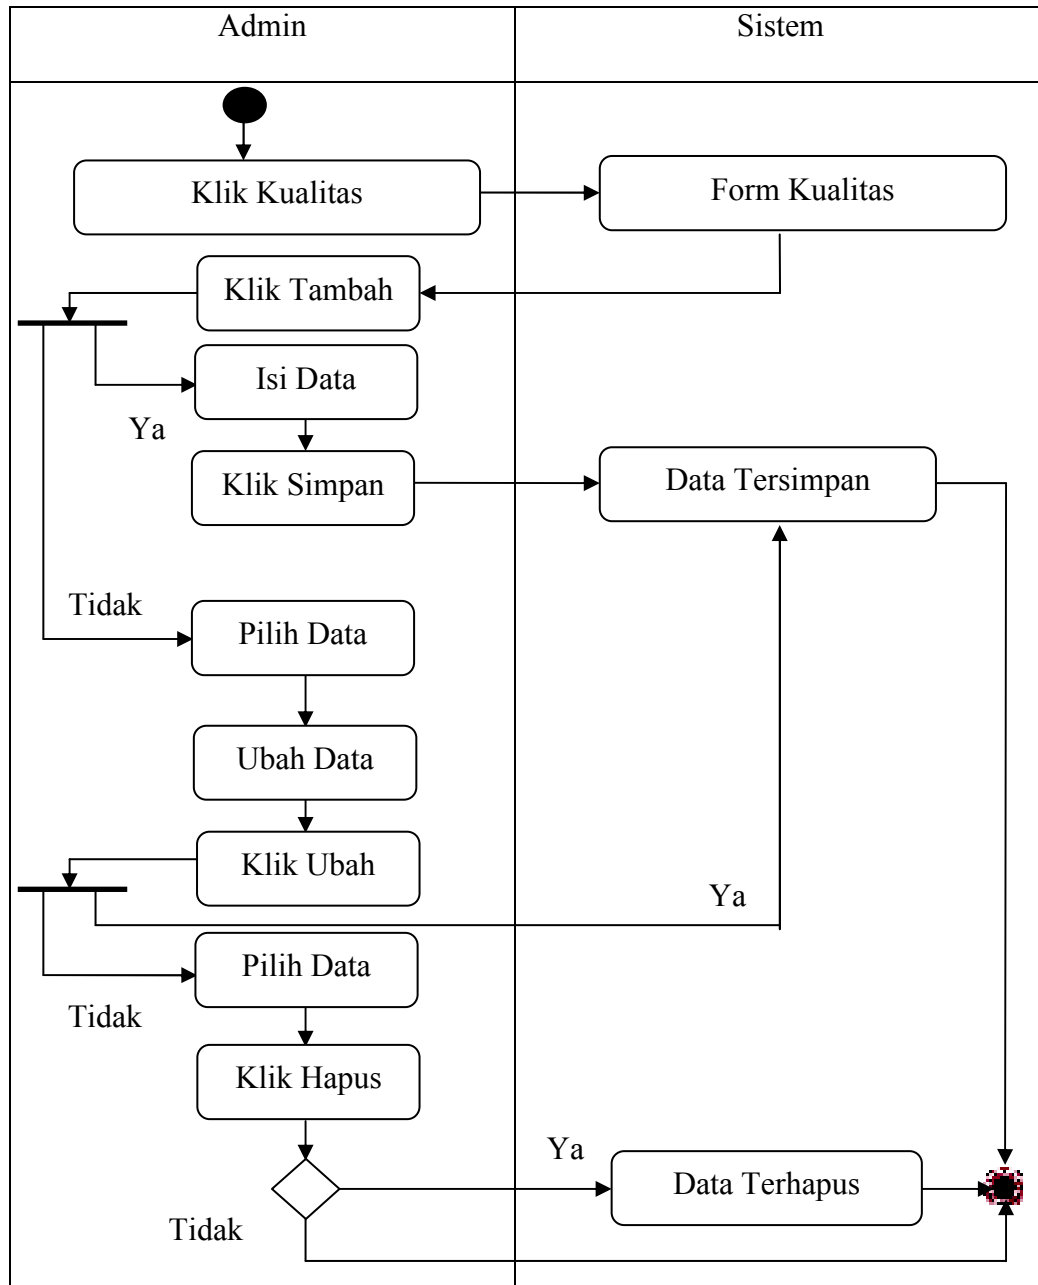 Admin
Sistem
Klik Kualitas
Form Kualitas
Klik Tambah
Isi Data
Ya
Klik Simpan
Data Tersimpan
Tidak
Pilih Data
Ubah Data
Klik Ubah
Ya
Pilih Data
Tidak
Klik Hapus
Ya
Data Terhapus
Tidak